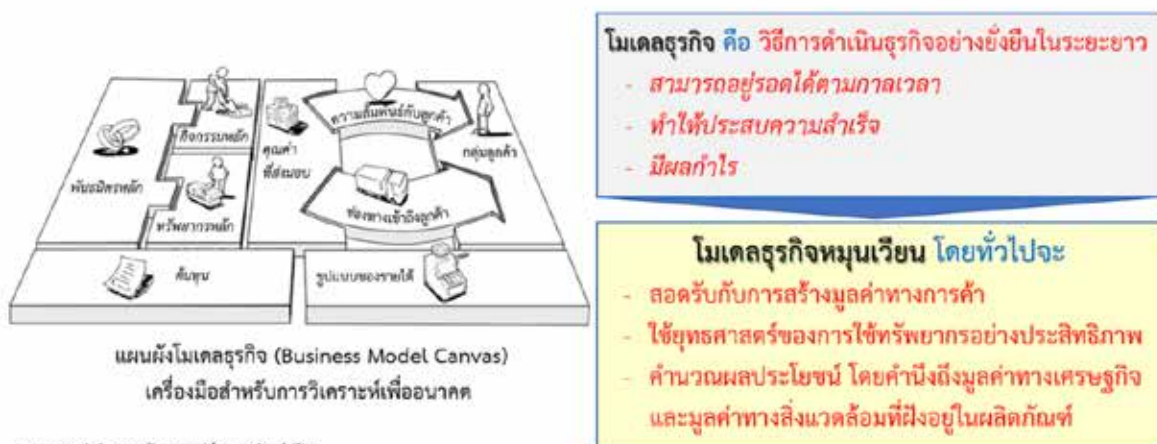 กิจกรรมหลัก
ความสัมพันธ์กับลูกค้า
คุณค่า
ที่ส่งมอบ
กลุ่มลูกค้า
พันธมิตรหลัก
ทรัพยากรหลัก
ช่องทางเข้าถึงลูกค้า
ต้นทุน
รูปแบบของรายได้
แผนผังโมเดลธุรกิจ (Business Model Canvas)
เครื่องมือสำหรับการวิเคราะห์เพื่ออนาคต
โมเดลธุรกิจ คือ วิธีการดำเนินธุรกิจอย่างยั่งยืนในระยะยาว
- สามารถอยู่รอดได้ตามกาลเวลา
- ทำให้ประสบความสำเร็จ
- มีผลกำไร
โมเดลธุรกิจหมุนเวียน โดยทั่วไปจะ
- สอดรับกับการสร้างมูลค่าทางการค้า
- ใช้ยุทธศาสตร์ของการใช้ทรัพยากรอย่างประสิทธิภาพ
- คำนวณผลประโยชน์ โดยคำนึงถึงมูลค่าทางเศรษฐกิจ
และมูลค่าทางสิ่งแวดล้อมที่ฝังอยู่ในผลิตภัณฑ์